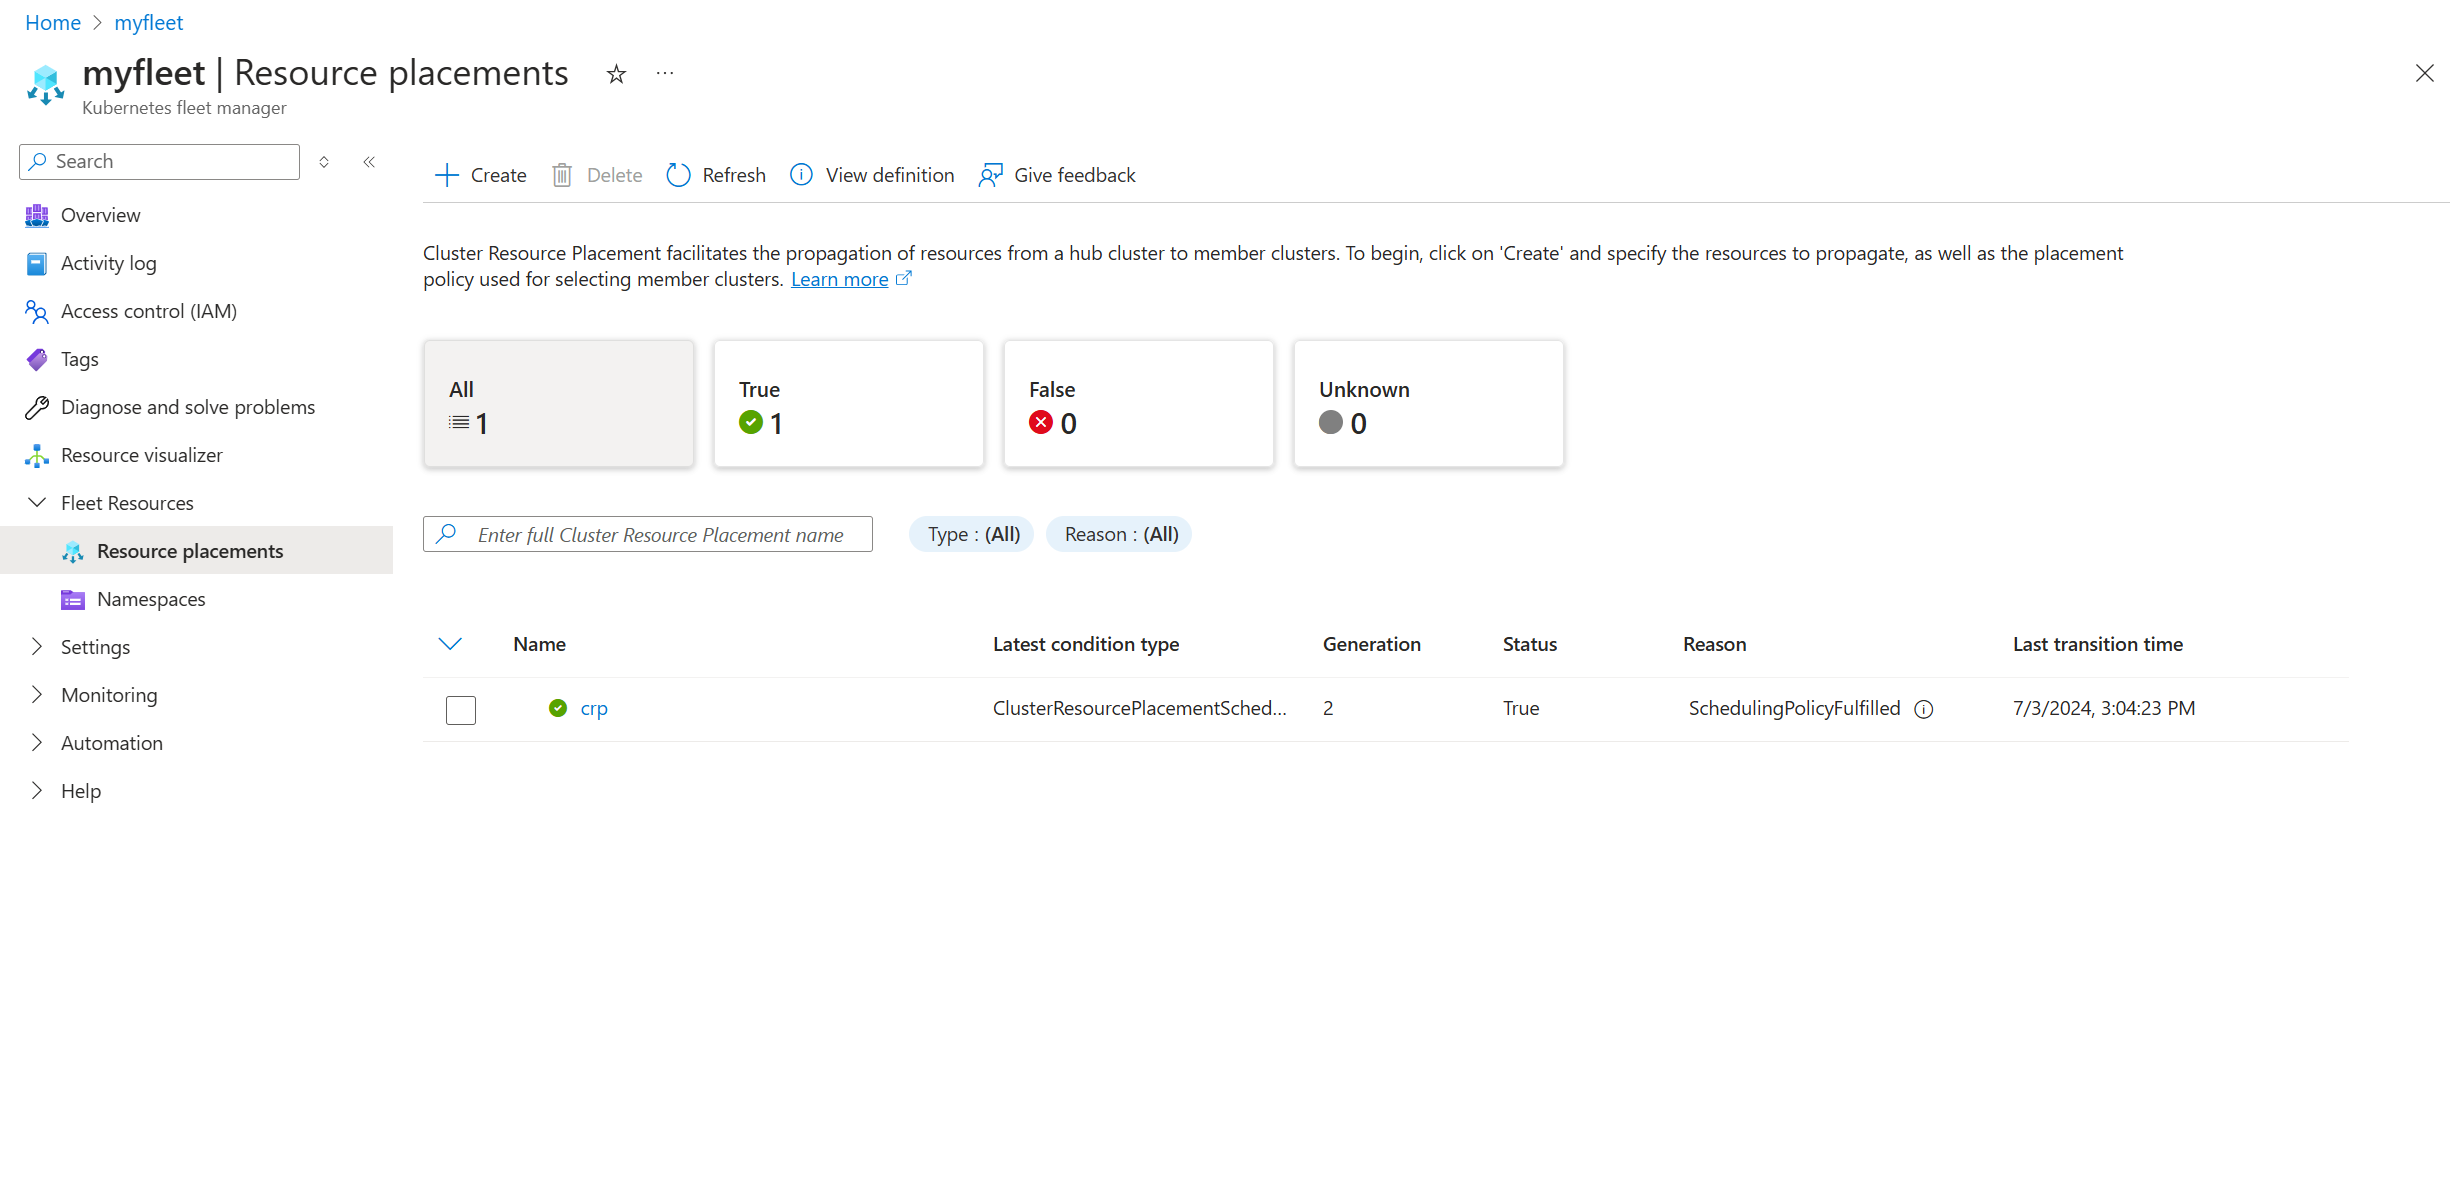 Home > myfleet
myfleet | Resource placements
Kubernetes fleet manager
Search
Overview
Activity log
Access control (IAM)
Tags
Diagnose and solve problems
Resource visualizer
Fleet Resources
Resource placements
Namespaces
Settings
Monitoring
Automation
Help
Create Delete Refresh View definition Give feedback
Cluster Resource Placement facilitates the propagation of resources from a hub cluster to member clusters. To begin, click on 'Create' and specify the resources to propagate, as well as the placement
policy used for selecting member clusters. Learn more
All
1
True
1
False
0
Unknown
0
Enter full Cluster Resource Placement name
Type : (All) Reason : (All)
Name Latest condition type Generation Status Reason Last transition time
crp ClusterResourcePlacementSched... 2 True SchedulingPolicyFulfilled 7/3/2024, 3:04:23 PM